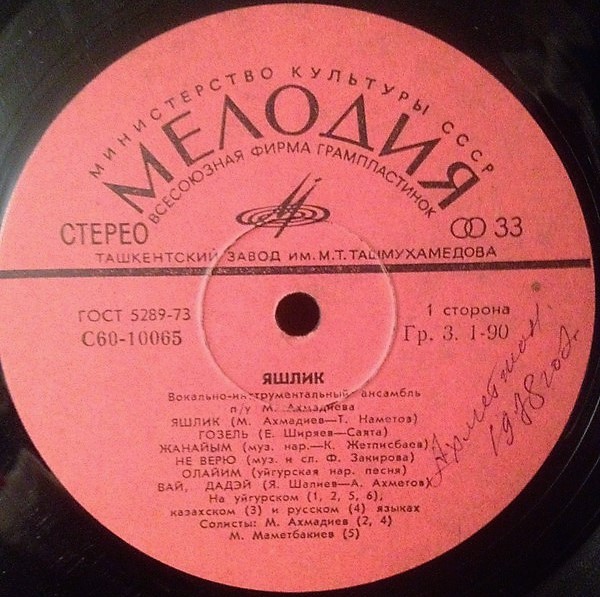 МИНИСТЕРСТВО КУЛЬТУРЫ СССР
МЕЛОДИЯ
ВСЕСОЮЗНАЯ ФИРМА ГРАМПЛАСТИНОК
СТЕРЕО
33
ТАШКЕНТСКИЙ ЗАВОД ИМ. М.Т. ТАШМУХАМЕДОВА
ГОСТ 5289-73
1 сторона
С60-10065
Гр. 3. 1-90
ЯШЛИК
Вокально-инструментальный ансамбль
п/у М. Ахмадиева
ЯШЛИК (М. Ахмадиев—Т. Наметов)
ГОЗЕЛЬ (Е. Ширяев—Саята)
ЖАНАЙЫМ (муз. нар.—К. Жетписбаев)
НЕ ВЕРЮ (муз. и сл. Ф. Закирова)
ОЛАЙИМ (уйгурская нар. песня)
ВАЙ, ДАДЭЙ (Я. Шапиев—А. Ахметов)
На уйгурском (1, 2, 5, 6),
казахском (3) и русском (4) языках
Солисты: М. Ахмадиев (2, 4)
М. Маметбакиев (5)
1978 год.